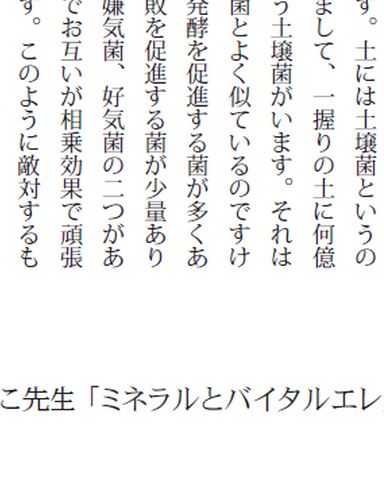 す。土には土壌菌というの
まして、一握りの土に何億
う土壌菌がいます。それは
菌とよく似ているのですけ
発酵を促進する菌が多くあ
敗を促進する菌が少量あり
嫌気菌、好気菌の二つがあ
でお互いが相乗効果で頑張
す。このように敵対するも
こ先生「ミネラルとバイタルエレ